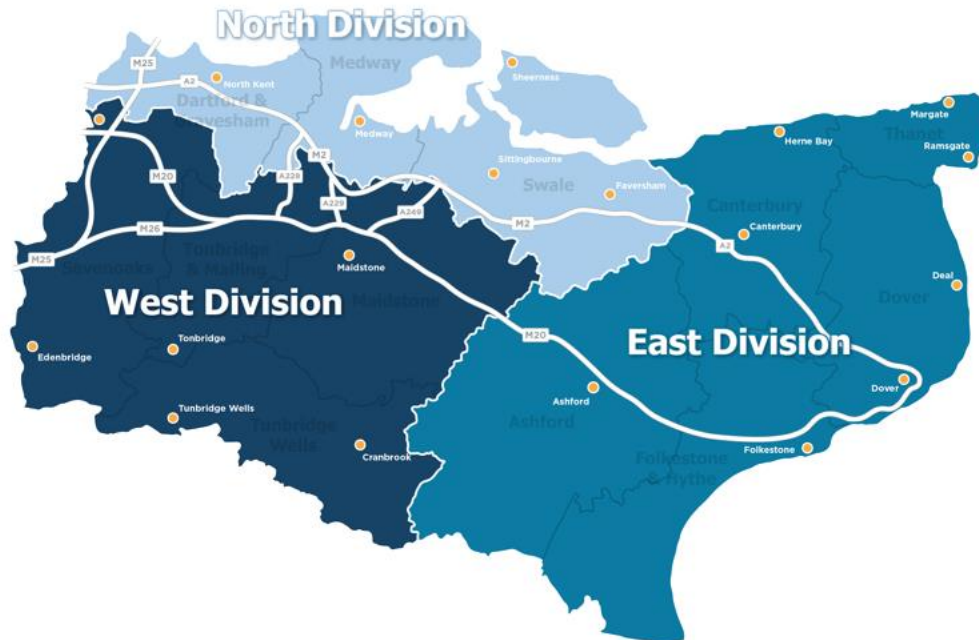 North Division
M25
Medway
Sheerness
A2
North Kent
Dartford &
Gravesham
Margate
Medway
Herne Bay
Thanet
M2
Ramsgate
Sittingbourne
M20
A228
Swale
Faversham
A229
A249
Canterbury
M2
M26
Canterbury
A2
Tonbridge
& Malling
M25
Sevenoaks
Maidstone
Dover
Deal
West Division
Maidstone
M20
East Division
Edenbridge
Tonbridge
Dover
Ashford
Tunbridge Wells
Ashford
Tunbridge
Wells
Cranbrook
Folkestone
Folkestone
& Hythe